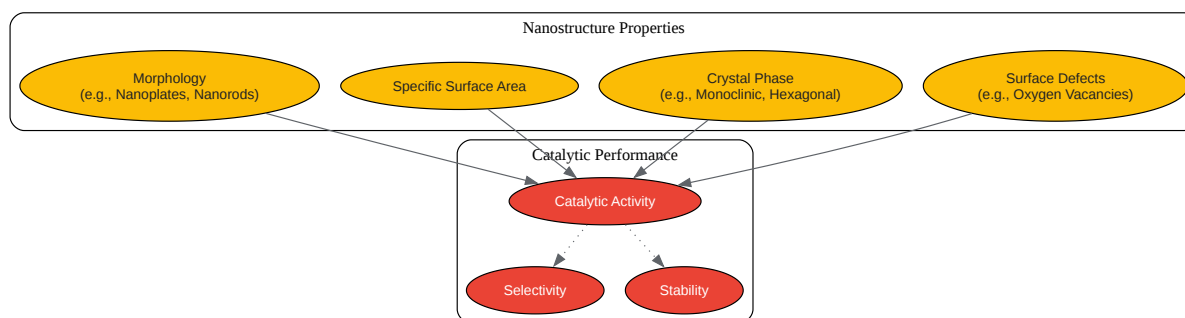 Nanostructure Properties
Morphology
(e.g., Nanoplates, Nanorods)
Specific Surface Area
Crystal Phase
(e.g., Monoclinic, Hexagonal)
Surface Defects
(e.g., Oxygen Vacancies)
Catalytic Performance
Catalytic Activity
Selectivity
Stability